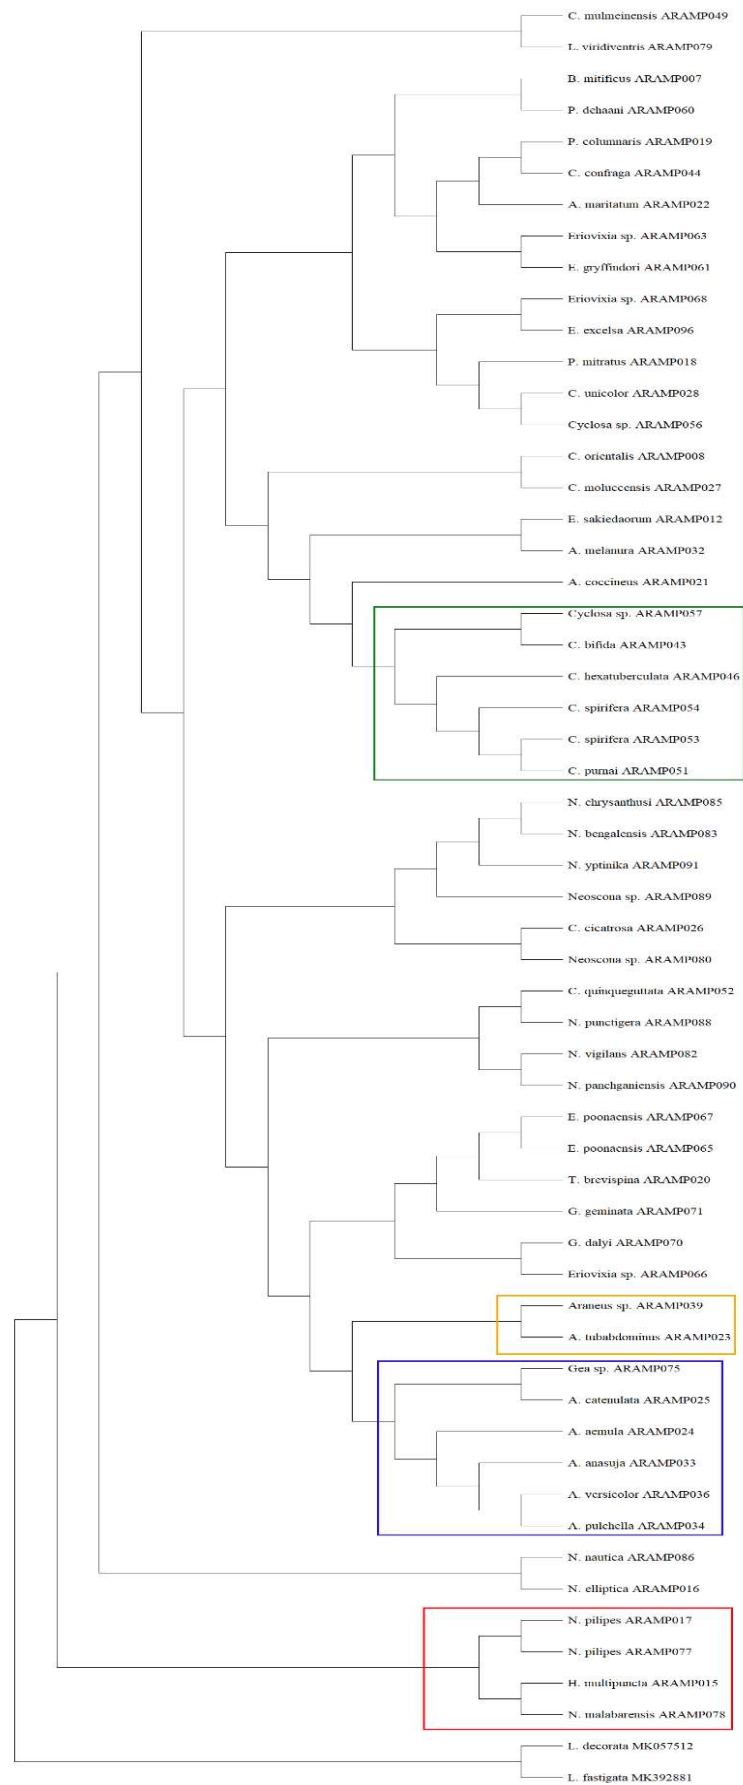 C. mulmeinensis ARAMP049
L. viridiventris ARAMP079
B. mitificus ARAMP007
P. dehaani ARAMP060
P. columnaris ARAMP019
C. confraga ARAMP044
A. maritatum ARAMP022
Eriovixia sp. ARAMP063
E. gryffindori ARAMP061
Eriovixia sp. ARAMP068
E. excelsa ARAMP096
P. mitratus ARAMP018
C. unicolor ARAMP028
Cyclosa sp. ARAMP056
C. orientalis ARAMP008
C. moluccensis ARAMP027
E. sakiedaorum ARAMP012
A. melanura ARAMP032
A. coccineus ARAMP021
Cyclosa sp. ARAMP057
C. bifida ARAMP043
C. hexatuberculata ARAMP046
C. spirifera ARAMP054
C. spirifera ARAMP053
C. purnai ARAMP051
N. chrysanthusi ARAMP085
N. bengalensis ARAMP083
N. yptinika ARAMP091
Neoscona sp. ARAMP089
C. cicatrosa ARAMP026
Neoscona sp. ARAMP080
C. quinqueguttata ARAMP052
N. punctigera ARAMP088
N. vigilans ARAMP082
N. panchganiensis ARAMP090
E. poonaensis ARAMP067
E. poonaensis ARAMP065
T. brevispina ARAMP020
G. geminata ARAMP071
G. dalyi ARAMP070
Eriovixia sp. ARAMP066
Araneus sp. ARAMP039
A. tubabdominus ARAMP023
Gea sp. ARAMP075
A. catenulata ARAMP025
A. aemula ARAMP024
A. anasuja ARAMP033
A. versicolor ARAMP036
A. pulchella ARAMP034
N. nautica ARAMP086
N. elliptica ARAMP016
N. pilipes ARAMP017
N. pilipes ARAMP077
H. multipuncta ARAMP015
N. malabarensis ARAMP078
L. decorata MK057512
L. fastigata MK392881